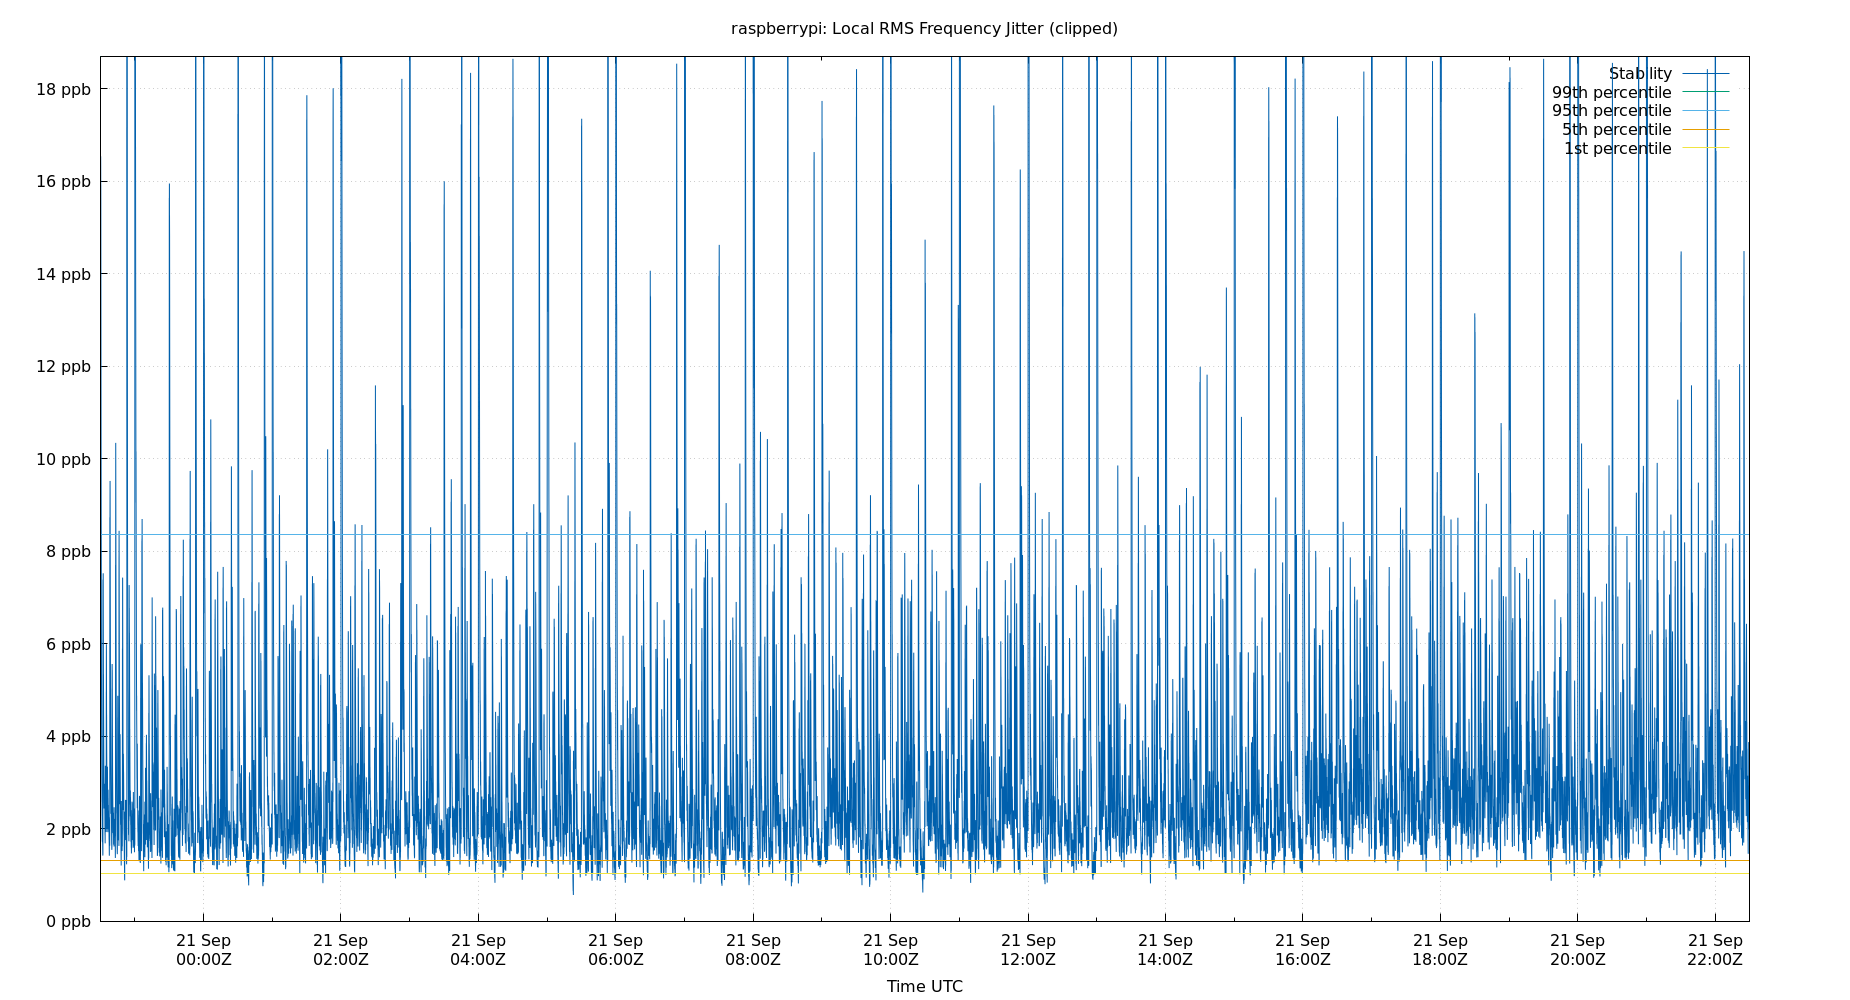 raspberrypi: Local RMS Frequency Jitter (clipped)
18 ppb
16 ppb
14 ppb
12 ppb
10 ppb
8 ppb
6 ppb
4 ppb
2 ppb
0 ppb
Stability
99th percentile
95th percentile
5th percentile
1st percentile
21 Sep 21 Sep 21 Sep 21 Sep 21 Sep 21 Sep 21 Sep 21 Sep 21 Sep 21 Sep 21 Sep 21 Sep
00:00Z 02:00Z 04:00Z 06:00Z 08:00Z 10:00Z 12:00Z 14:00Z 16:00Z 18:00Z 20:00Z 22:00Z
Time UTC